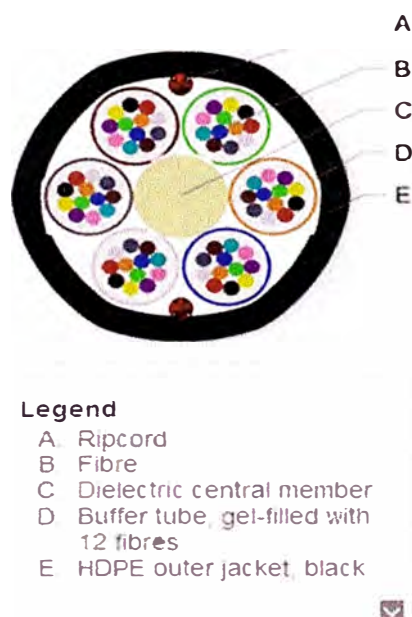 A
B
C
D
E
Legend
A. Ripcord
B. Fibre
C Dielectric central member
D. Buffer tube, gel-filled with
12 fibres
E HDPE outer jacket, black